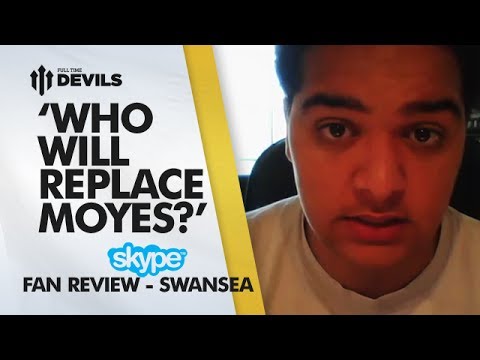 FULL TIME
DEVILS
'WHO
WILL
REPLACE
MOYES?'
skype
FAN REVIEW - SWANSEA